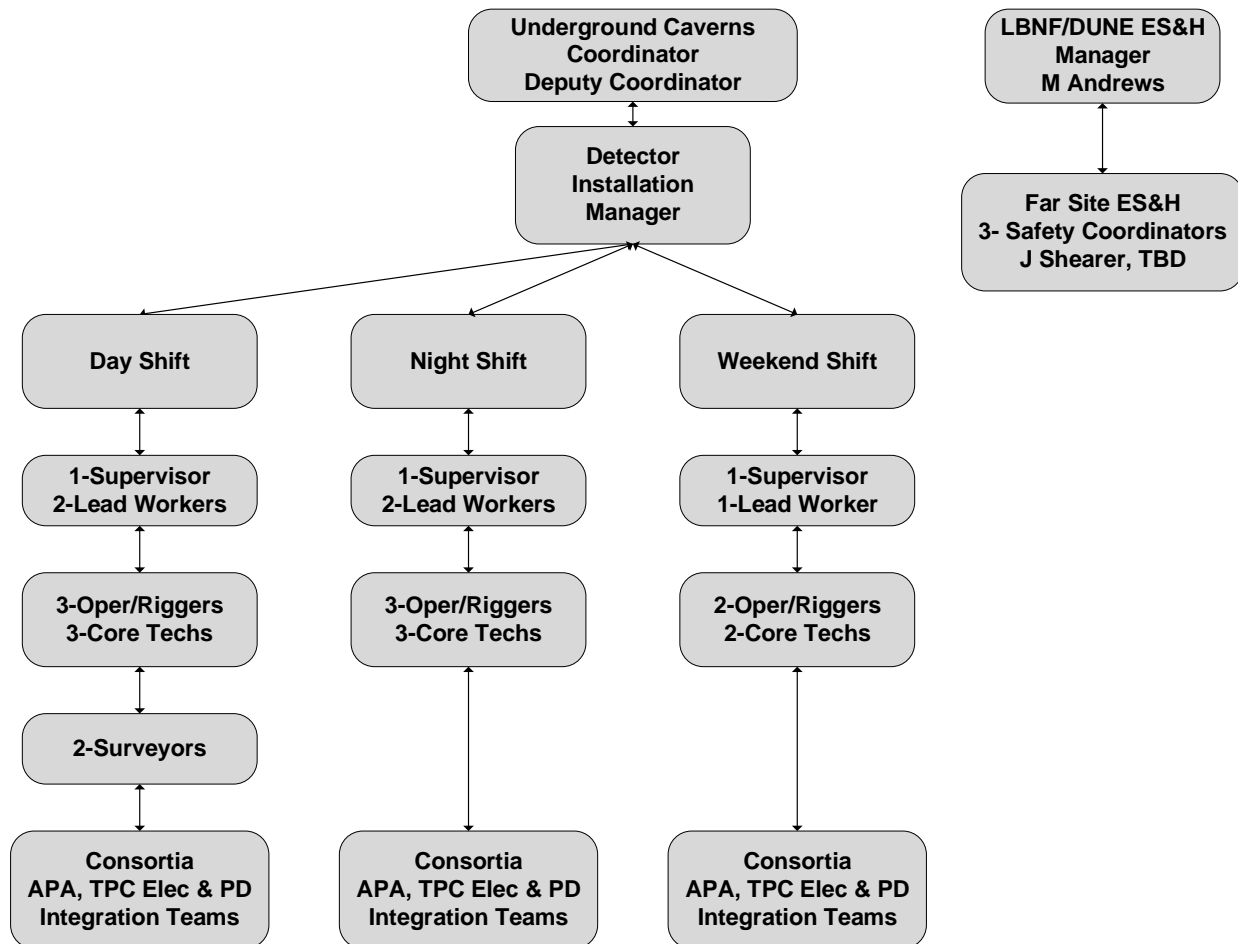 Underground Caverns
Coordinator
Deputy Coordinator
LBNF/DUNE ES&H
Manager
M Andrews
Detector
Installation
Manager
Far Site ES&H
3- Safety Coordinators
J Shearer, TBD
Day Shift
Night Shift
Weekend Shift
1-Supervisor
2-Lead Workers
1-Supervisor
2-Lead Workers
1-Supervisor
1-Lead Worker
3-Oper/Riggers
3-Core Techs
3-Oper/Riggers
3-Core Techs
2-Oper/Riggers
2-Core Techs
2-Surveyors
Consortia
APA, TPC Elec & PD
Integration Teams
Consortia
APA, TPC Elec & PD
Integration Teams
Consortia
APA, TPC Elec & PD
Integration Teams